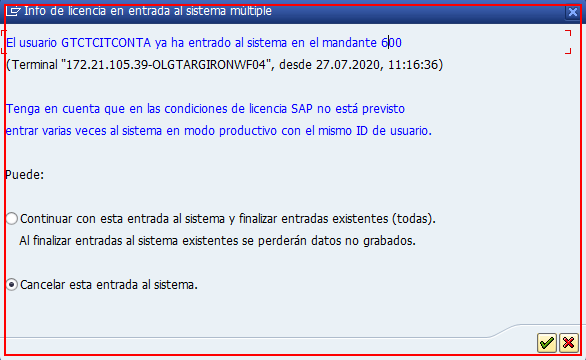 Info de licencia en entrada al sistema múltiple
El usuario GTCTCITCONTA ya ha entrado al sistema en el mandante 600
(Terminal "172.21.105.39-OLGTARGIRONWF04", desde 27.07.2020, 11:16:36)
Tenga en cuenta que en las condiciones de licencia SAP no está previsto
entrar varias veces al sistema en modo productivo con el mismo ID de usuario.
Puede:
Continuar con esta entrada al sistema y finalizar entradas existentes (todas).
Al finalizar entradas al sistema existentes se perderán datos no grabados.
Cancelar esta entrada al sistema.